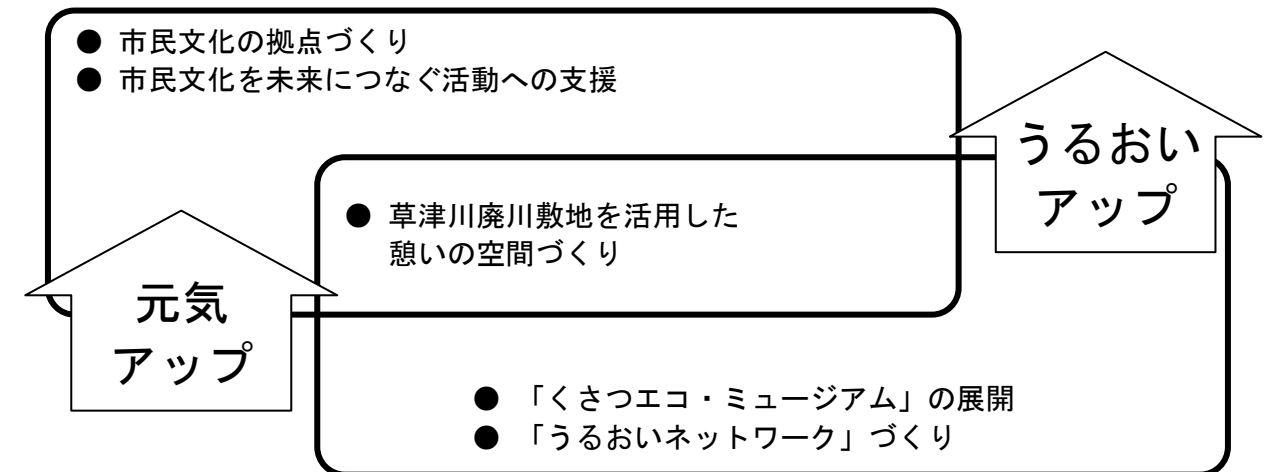 ● 市民文化の拠点づくり
● 市民文化を未来につなぐ活動への支援
うるおい
アップ
● 草津川廃川敷地を活用した
憩いの空間づくり
元気
アップ
● 「くさつエコ・ミュージアム」の展開
● 「うるおいネットワーク」づくり